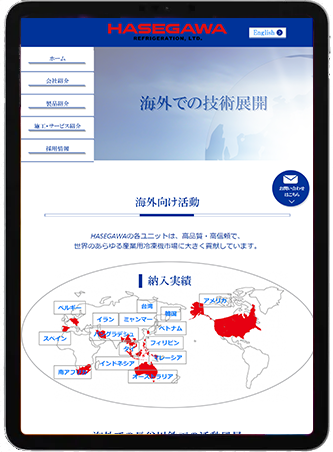 HASEGAWA
REFRIGERATION, LTD.
English
ホーム
会社紹介
製品紹介
施工・サービス紹介
採用情報
海外での技術展開
お問い合わせ
はこちら
海外向け活動
HASEGAWAの各ユニットは、高品質・高信頼で、
世界のあらゆる産業用冷凍機市場に大きく貢献しています。
納入実績
アメリカ
台湾
ベルギー
韓国
イラン
ミャンマー
ベトナム
スペイン
フィリピン
マレーシア
インドネシア
南アフリカ
オーストラリア